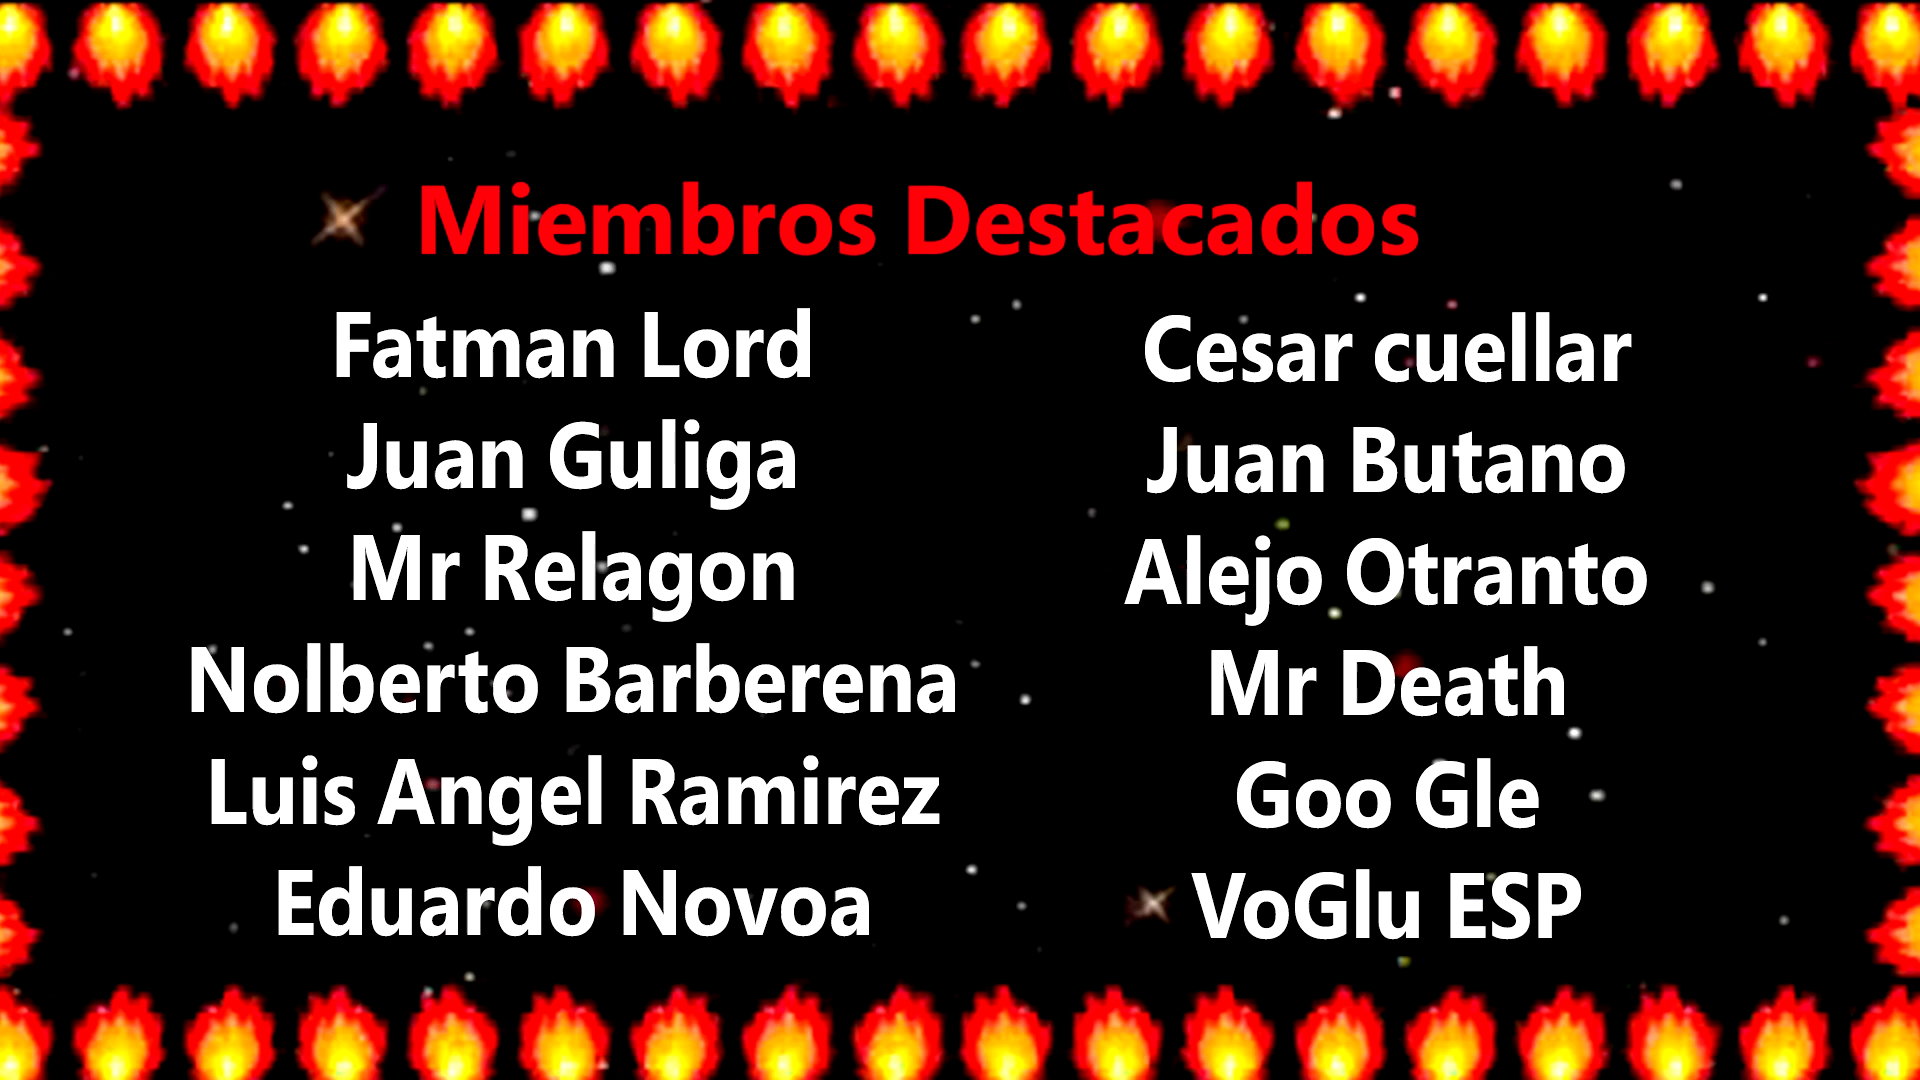 Miembros Destacados
Fatman Lord
Juan Guliga
Mr Relagon
Nolberto Barberena
Luis Angel Ramirez
Eduardo Novoa
Cesar cuellar
Juan Butano
Alejo Otranto
Mr Death
Goo Gle
VoGlu ESP